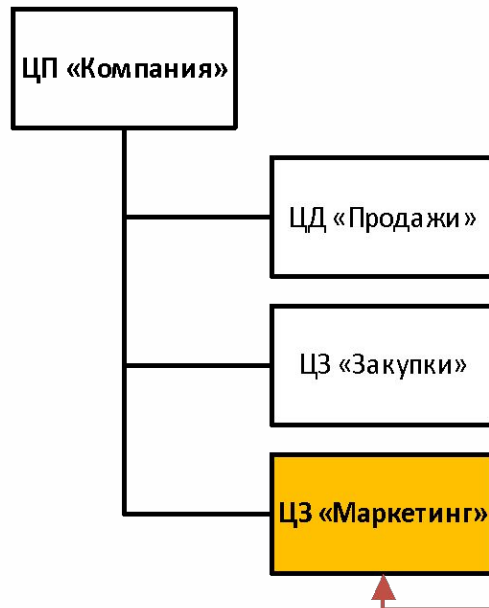 ЦП «Компания»
ЦД «Продажи»
ЦЗ «Закупки»
ЦЗ «Маркетинг»